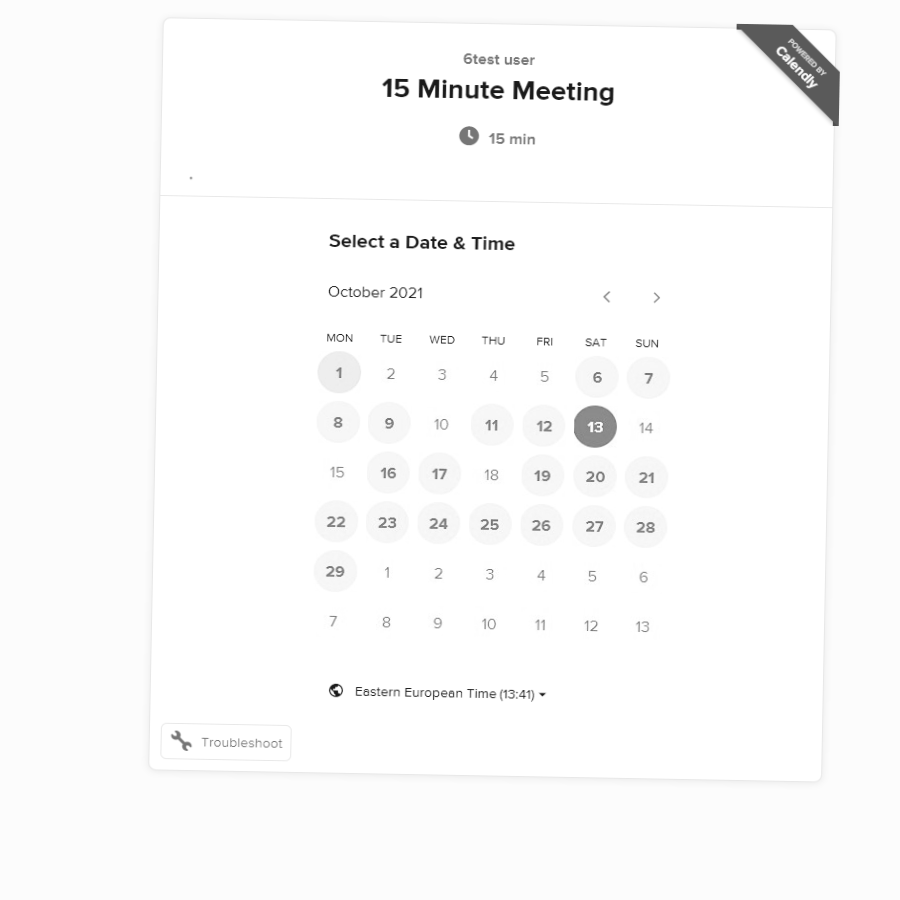 6test user
POWERED BY
Calendly
15 Minute Meeting
15 min
.
Select a Date & Time
October 2021
MON TUE WED THU FRI SAT SUN
1 2 3 4 5 6 7
8 9 10 11 12 13 14
15 16 17 18 19 20 21
22 23 24 25 26 27 28
29 1 2 3 4 5 6
7 8 9 10 11 12 13
Eastern European Time (13:41)
Troubleshoot